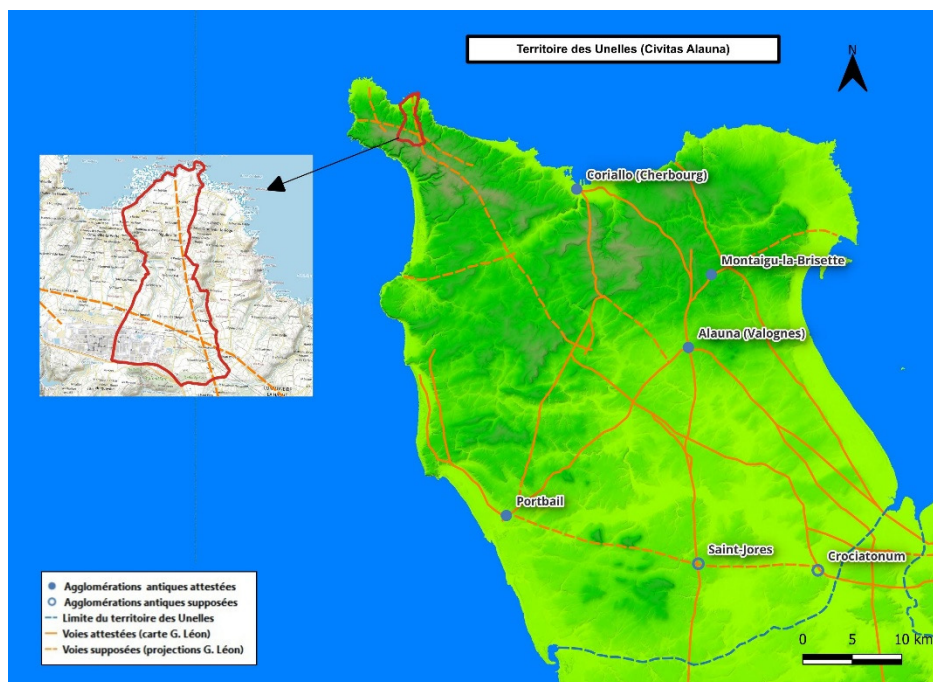 Territoire des Unelles (Civitas Alauna)
N
Coriallo (Cherbourg)
Montaigu-la-Brisette
Alauna (Valognes)
Portbail
Saint-Jores
Crociatonum
Agglomérations antiques attestées
Agglomérations antiques supposées
Limite du territoire des Unelles
Voies attestées (carte G. Léon)
Voies supposées (projections G. Léon)
0 5 10 km